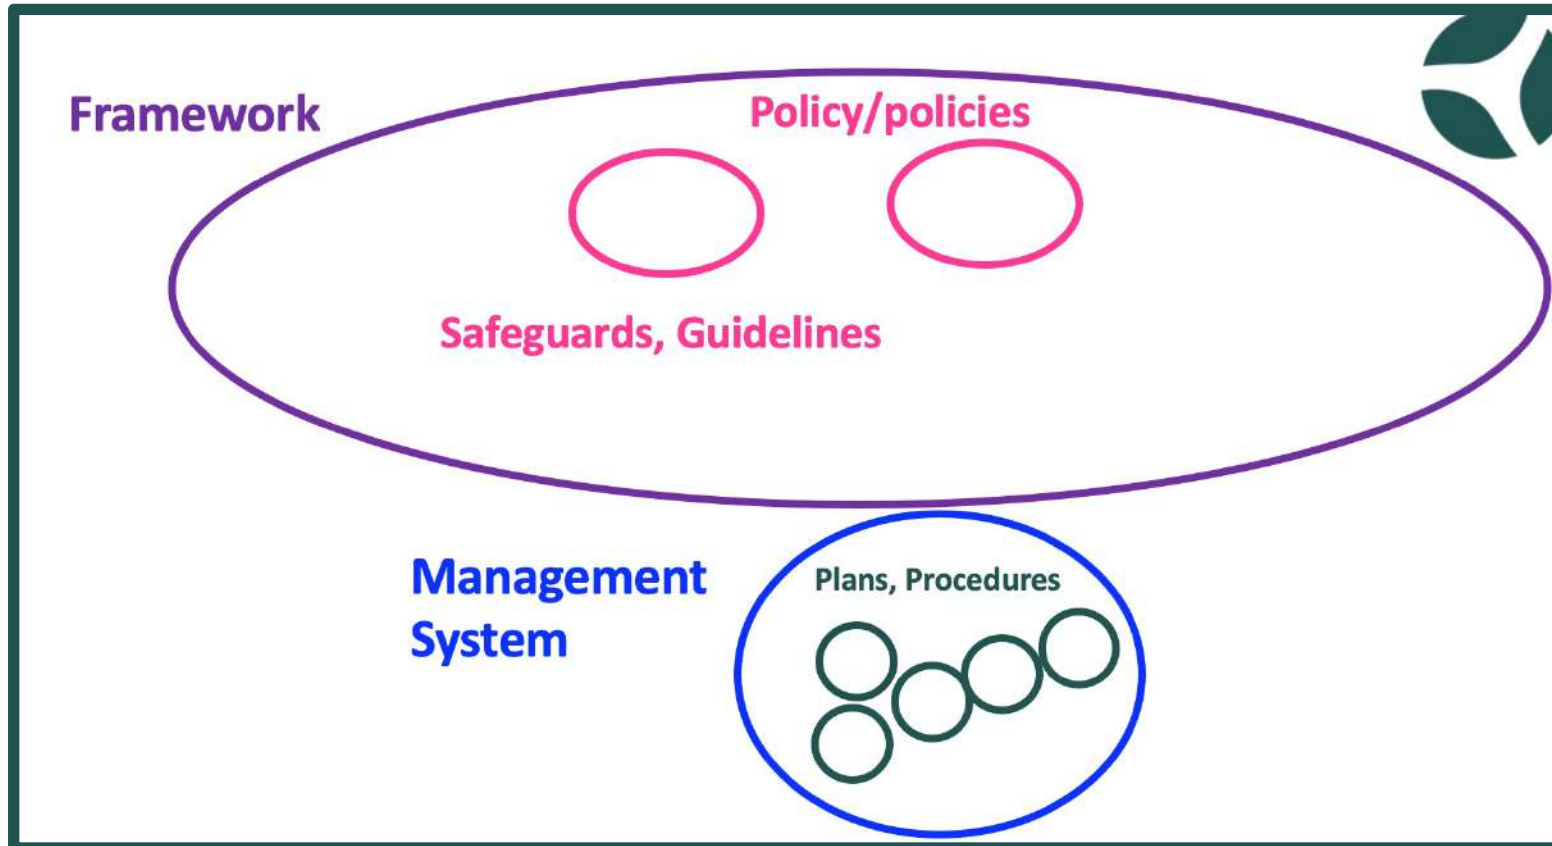 Framework
Policy/policies
Safeguards, Guidelines
Management
System
Plans, Procedures